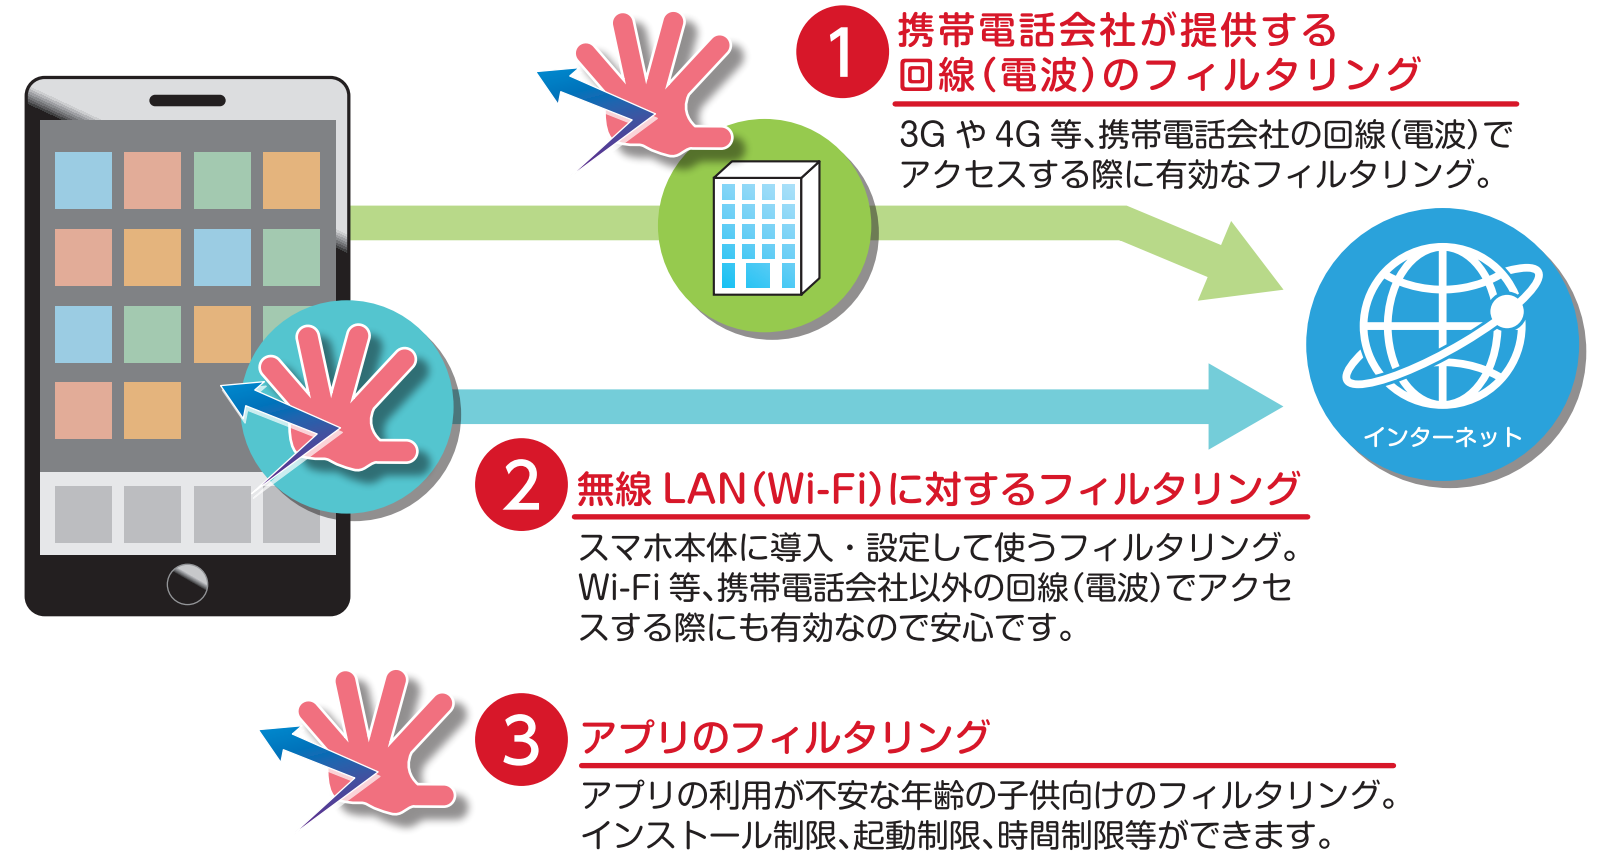 1 携帯電話会社が提供する
回線(電波)のフィルタリング
3G や 4G 等、携帯電話会社の回線(電波)で
アクセスする際に有効なフィルタリング。
インターネット
2 無線 LAN(Wi-Fi)に対するフィルタリング
スマホ本体に導入・設定して使うフィルタリング。
Wi-Fi 等、携帯電話会社以外の回線(電波)でアクセ
スする際にも有効なので安心です。
3 アプリのフィルタリング
アプリの利用が不安な年齢の子供向けのフィルタリング。
インストール制限、起動制限、時間制限等ができます。